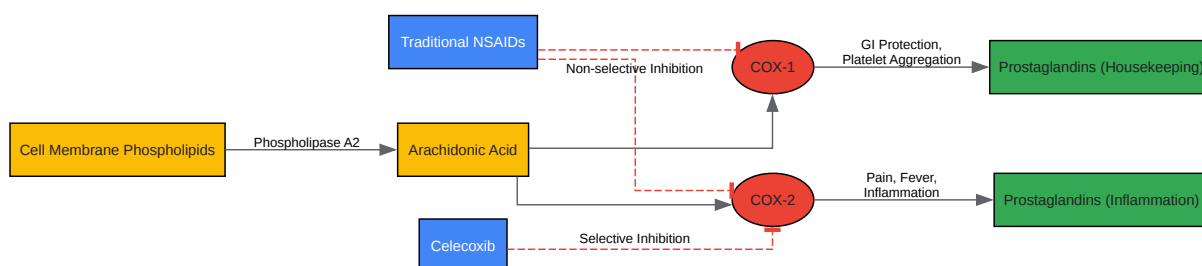 Traditional NSAIDs
Non-selective Inhibition
COX-1
GI Protection,
Platelet Aggregation
Prostaglandins (Housekeeping)
Cell Membrane Phospholipids
Phospholipase A2
Arachidonic Acid
COX-2
Pain, Fever,
Inflammation
Prostaglandins (Inflammation)
Celecoxib
Selective Inhibition